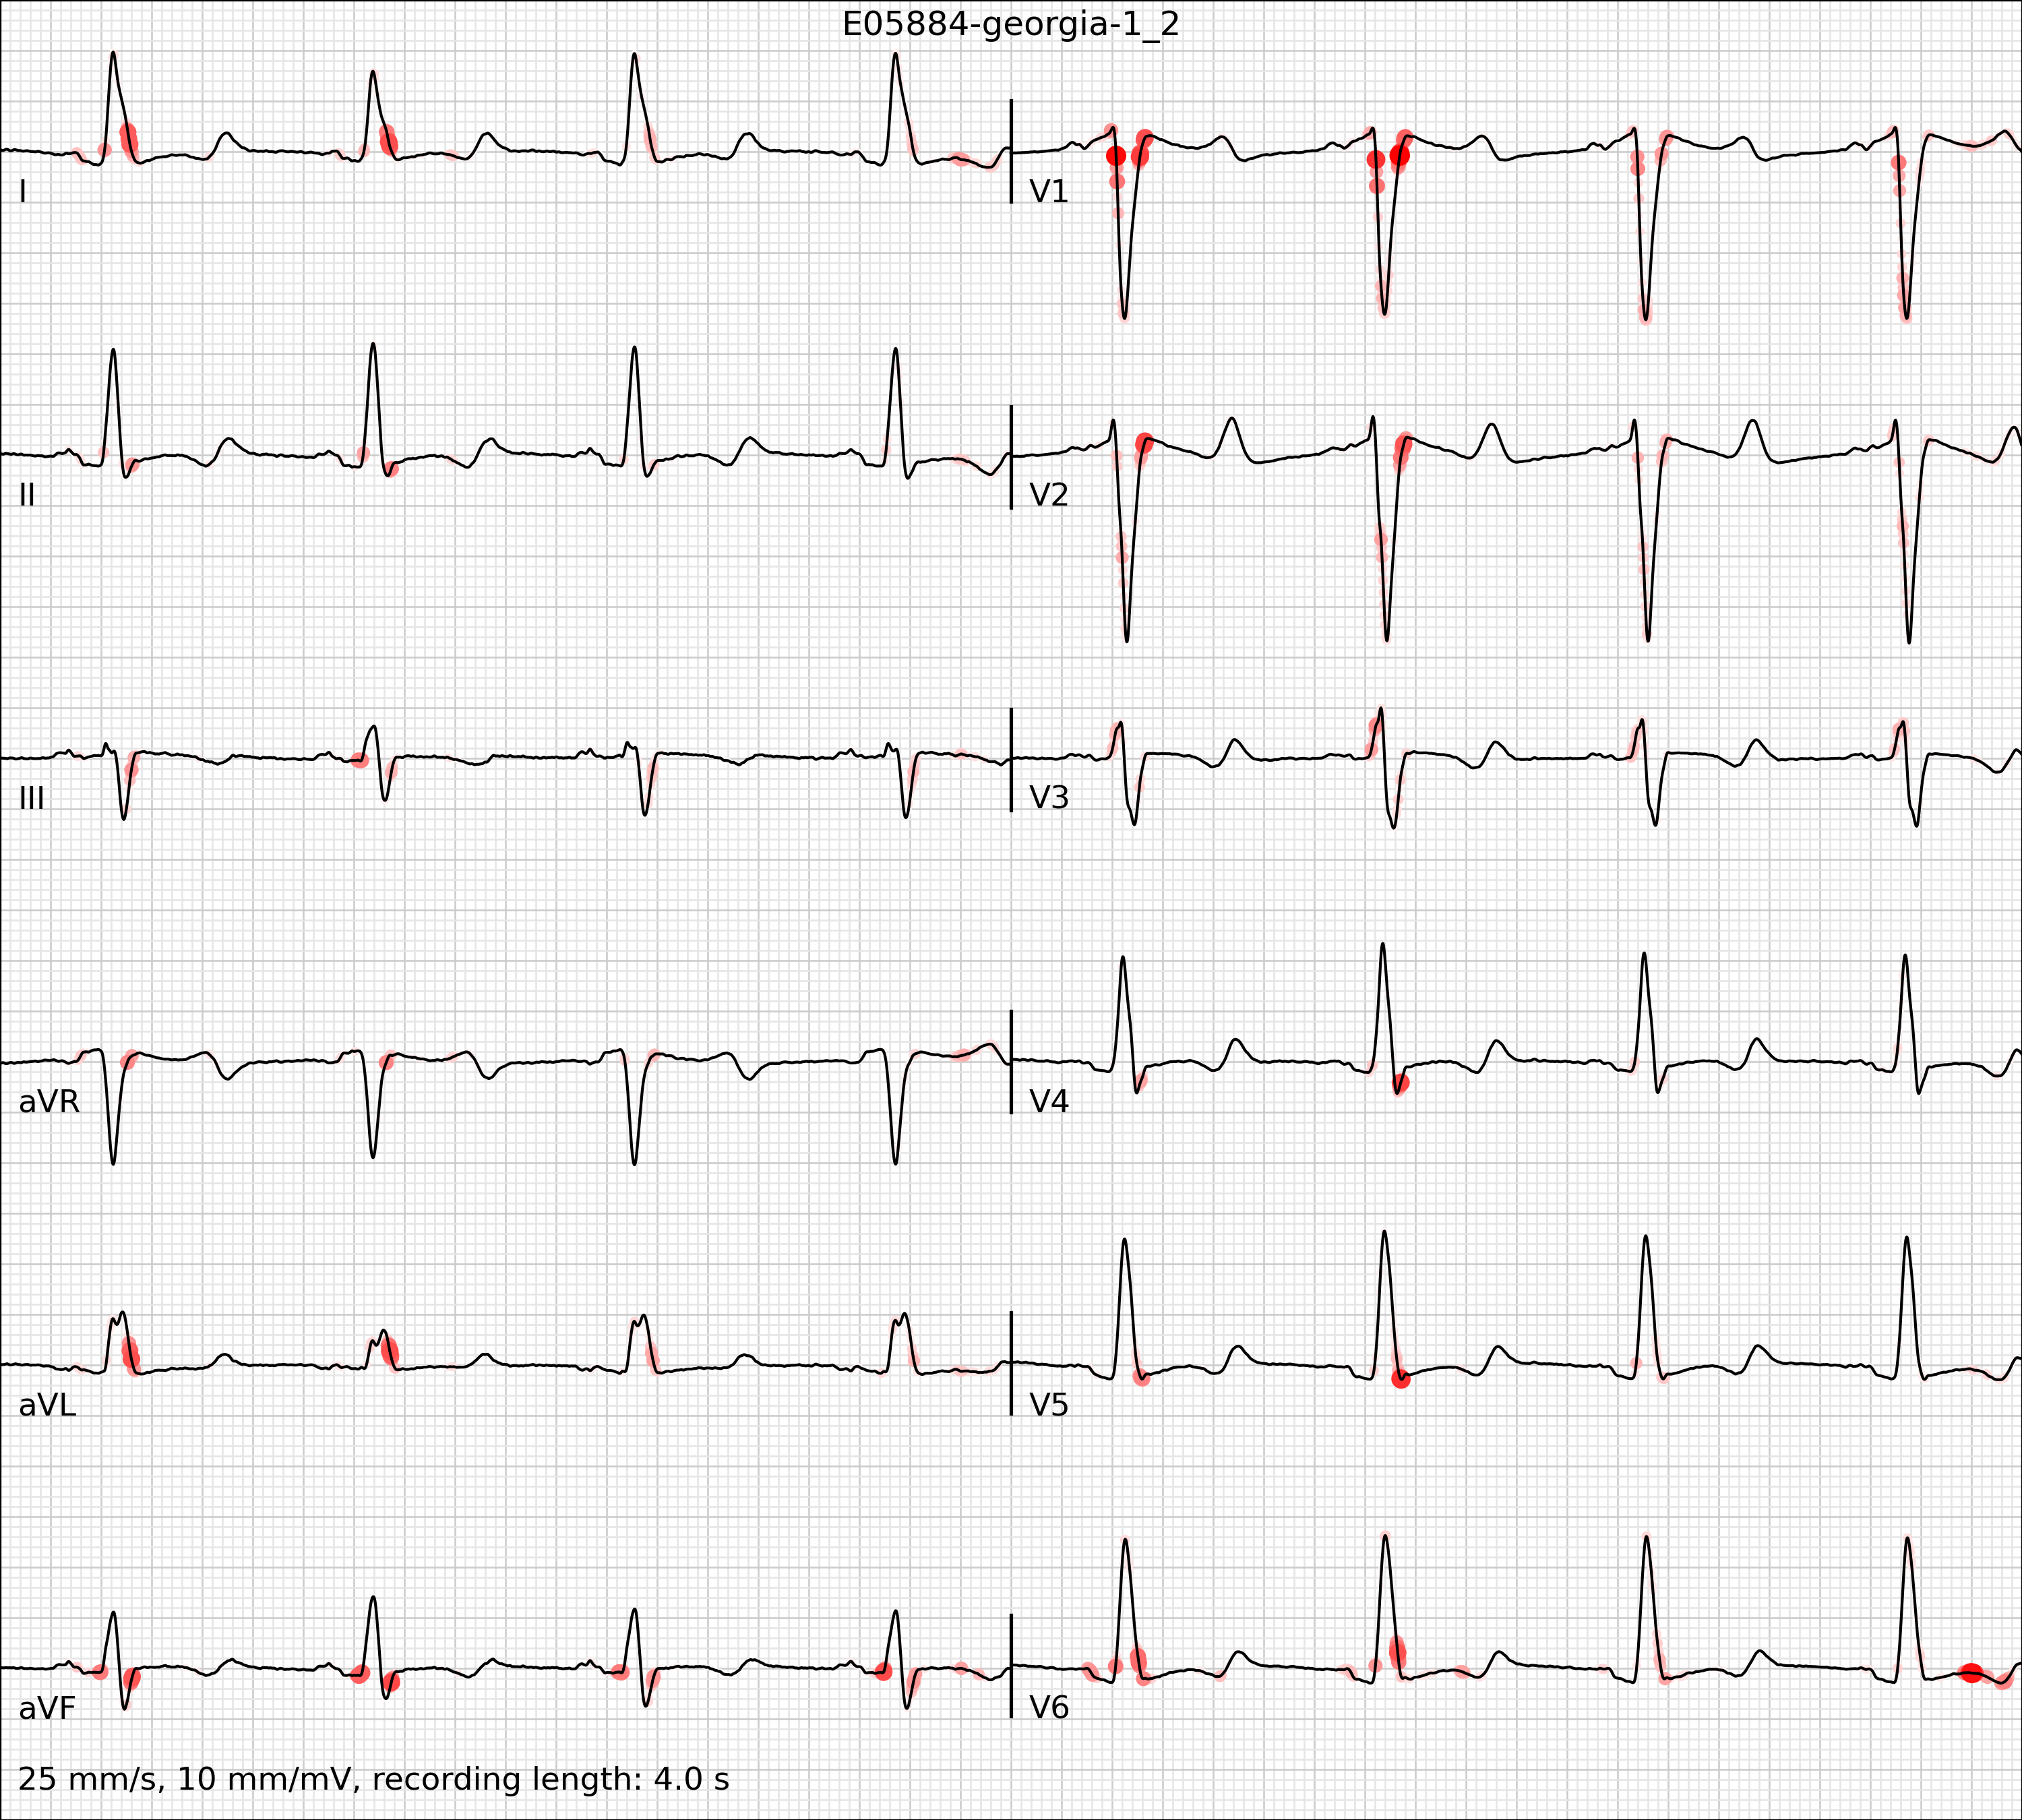 E05884-georgia-1_2
I
V1
II
V2
III
V3
aVR
V4
aVL
V5
aVF
V6
25 mm/s, 10 mm/mV, recording length: 4.0 s